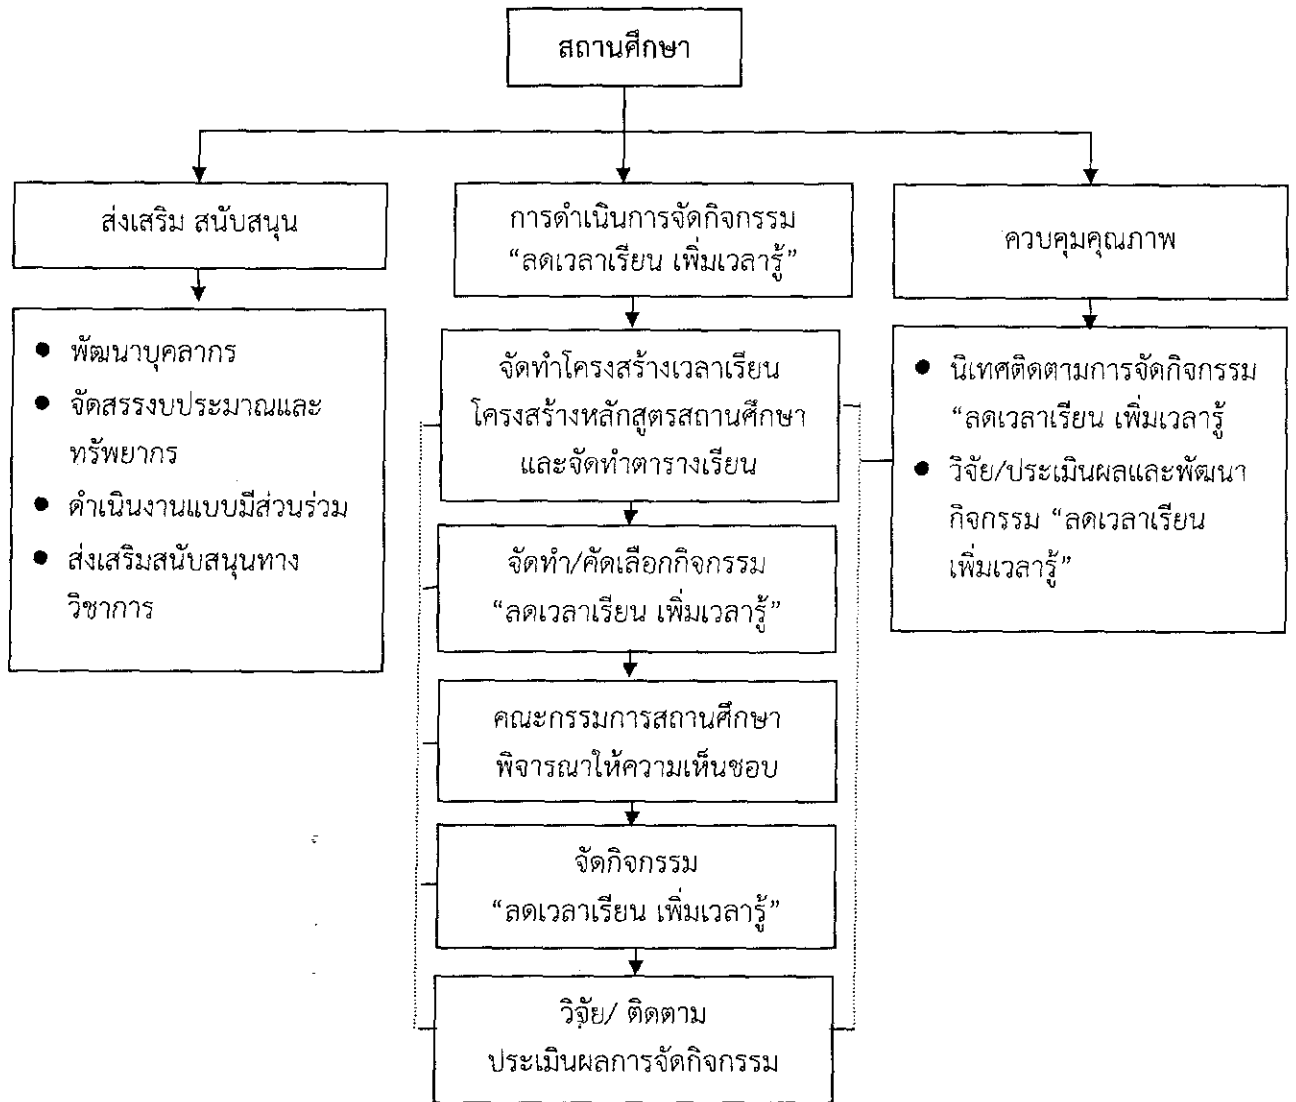 สถานศึกษา
ส่งเสริม สนับสนุน
● พัฒนาบุคลากร
● จัดสรรงบประมาณและ
ทรัพยากร
● ดำเนินงานแบบมีส่วนร่วม
● ส่งเสริมสนับสนุนทาง
วิชาการ
การดำเนินการจัดกิจกรรม
“ลดเวลาเรียน เพิ่มเวลารู้”
จัดทำโครงสร้างเวลาเรียน
โครงสร้างหลักสูตรสถานศึกษา
และจัดทำตารางเรียน
จัดทำ/คัดเลือกกิจกรรม
“ลดเวลาเรียน เพิ่มเวลารู้”
คณะกรรมการสถานศึกษา
พิจารณาให้ความเห็นชอบ
จัดกิจกรรม
“ลดเวลาเรียน เพิ่มเวลารู้”
วิจัย/ ติดตาม
ประเมินผลการจัดกิจกรรม
ควบคุมคุณภาพ
● นิเทศติดตามการจัดกิจกรรม
“ลดเวลาเรียน เพิ่มเวลารู้
● วิจัย/ประเมินผลและพัฒนา
กิจกรรม “ลดเวลาเรียน
เพิ่มเวลารู้”